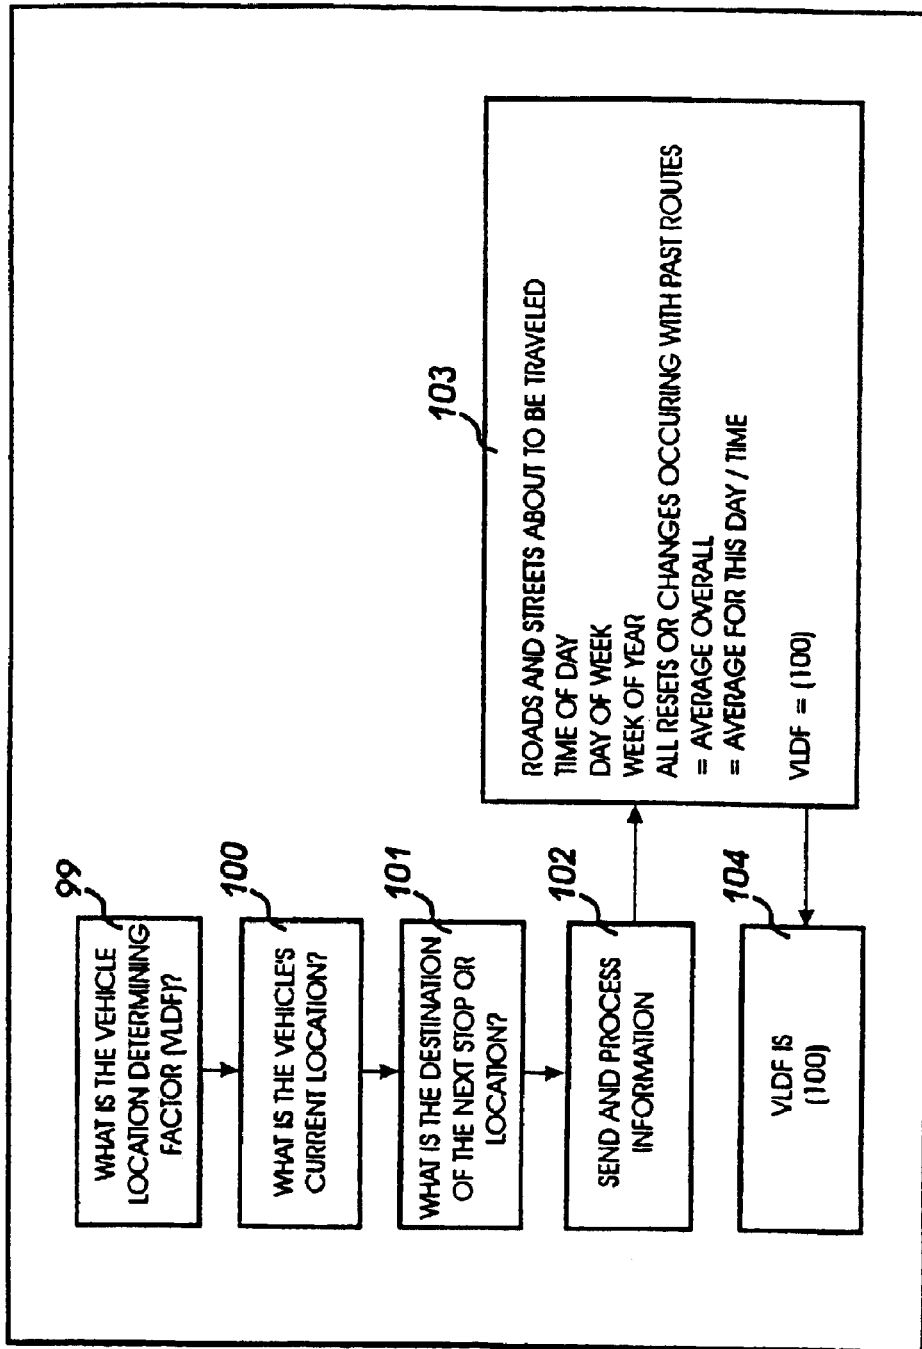 99
WHAT IS THE VEHICLE
LOCATION DETERMINING
FACTOR (VLDF)?
100
WHAT IS THE VEHICLE'S
CURRENT LOCATION?
101
WHAT IS THE DESTINATION
OF THE NEXT STOP OR
LOCATION?
102
SEND AND PROCESS
INFORMATION
103
ROADS AND STREETS ABOUT TO BE TRAVELED
TIME OF DAY
DAY OF WEEK
WEEK OF YEAR
ALL RESETS OR CHANGES OCCURING WITH PAST ROUTES
= AVERAGE OVERALL
= AVERAGE FOR THIS DAY / TIME
VLDF = (100)
104
VLDF IS
(100)